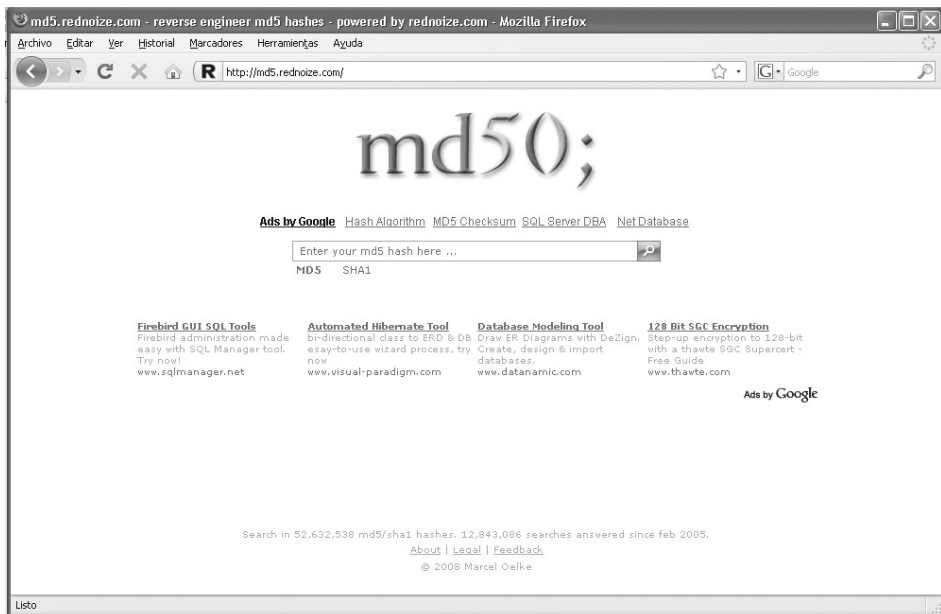 md5.rednoize.com - reverse engineer md5 hashes - powered by rednoize.com - Mozilla Firefox
Archivo Editar Ver Historial Marcadores Herramientas Ayuda
R http://md5.rednoize.com/ G Google
md5();
Ads by Google Hash Algorithm MD5 Checksum SQL Server DBA Net Database
Enter your md5 hash here ...
MD5 SHA1
Firebird GUI SQL Tools
Firebird administration made
easy with SQL Manager tool.
Try now!
www.sqlmanager.net
Automated Hibernate Tool
bi-directional class to ERD & DB
esay-to-use wizard process, try
now
www.visual-paradigm.com
Database Modeling Tool
Draw ER Diagrams with DeZign.
Create, design & import
databases.
www.datanamic.com
128 Bit SGC Encryption
Step-up encryption to 128-bit
with a thawte SGC Supercert -
Free Guide
www.thawte.com
Ads by Google
Search in 52,632,538 md5/sha1 hashes. 12,843,086 searches answered since feb 2005.
About | Legal | Feedback
© 2008 Marcel Oelke
Listo